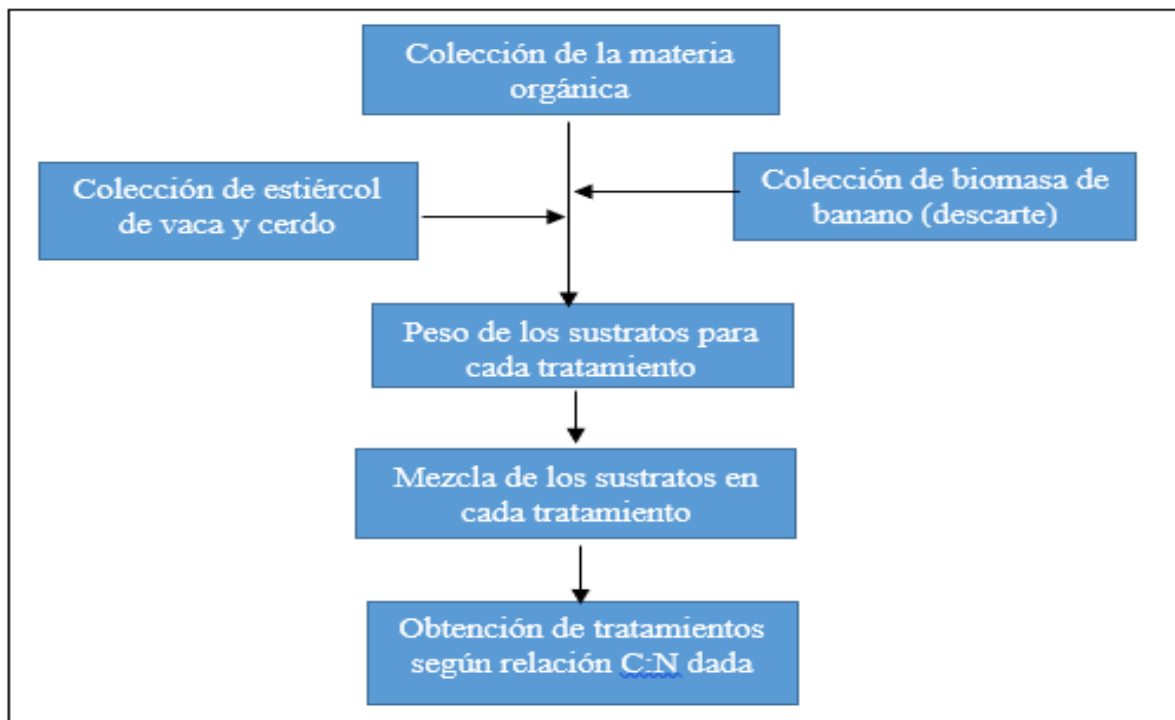 Colección de la materia
orgánica
Colección de estiércol
de vaca y cerdo
Colección de biomasa de
banano (descarte)
Peso de los sustratos para
cada tratamiento
Mezcla de los sustratos en
cada tratamiento
Obtención de tratamientos
según relación C:N dada